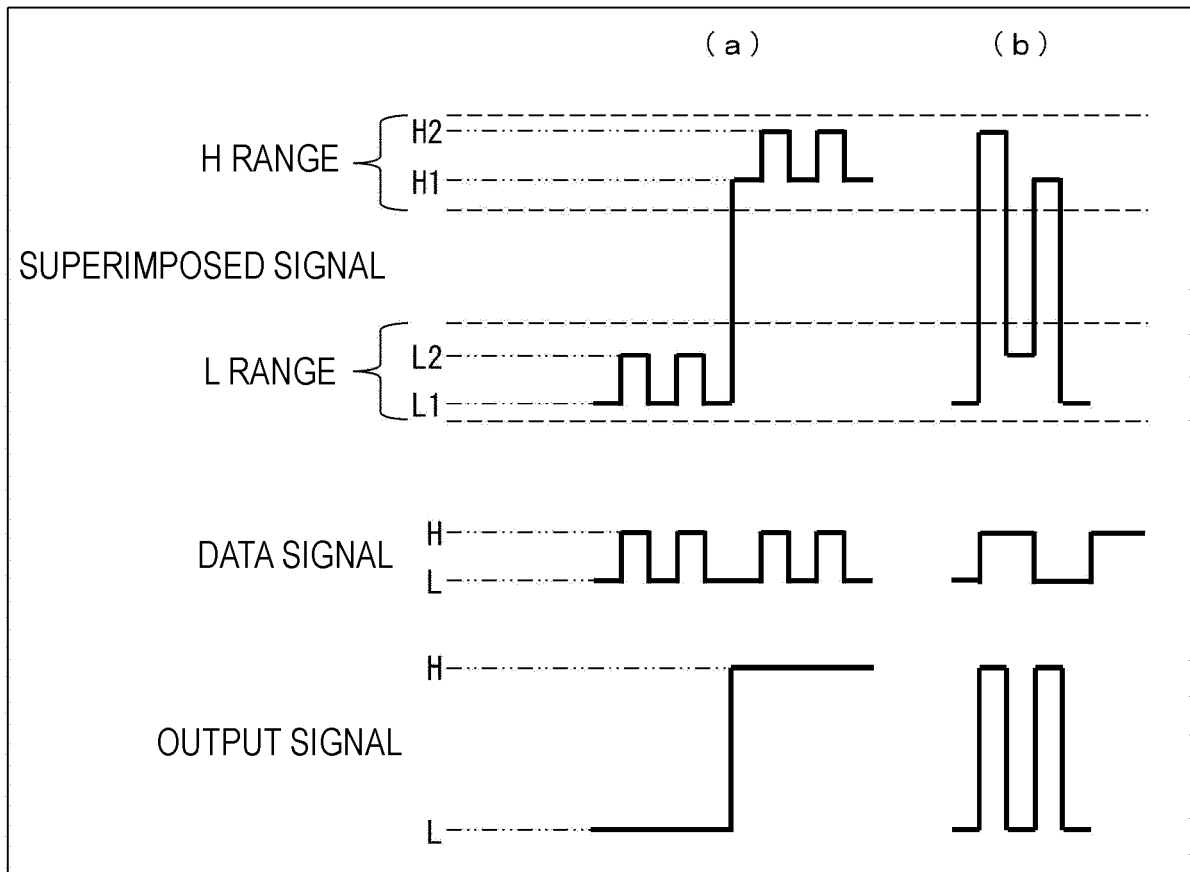 (a) (b)
H RANGE
H2
H1
SUPERIMPOSED SIGNAL
L RANGE
L2
L1
DATA SIGNAL
H
L
OUTPUT SIGNAL
H
L